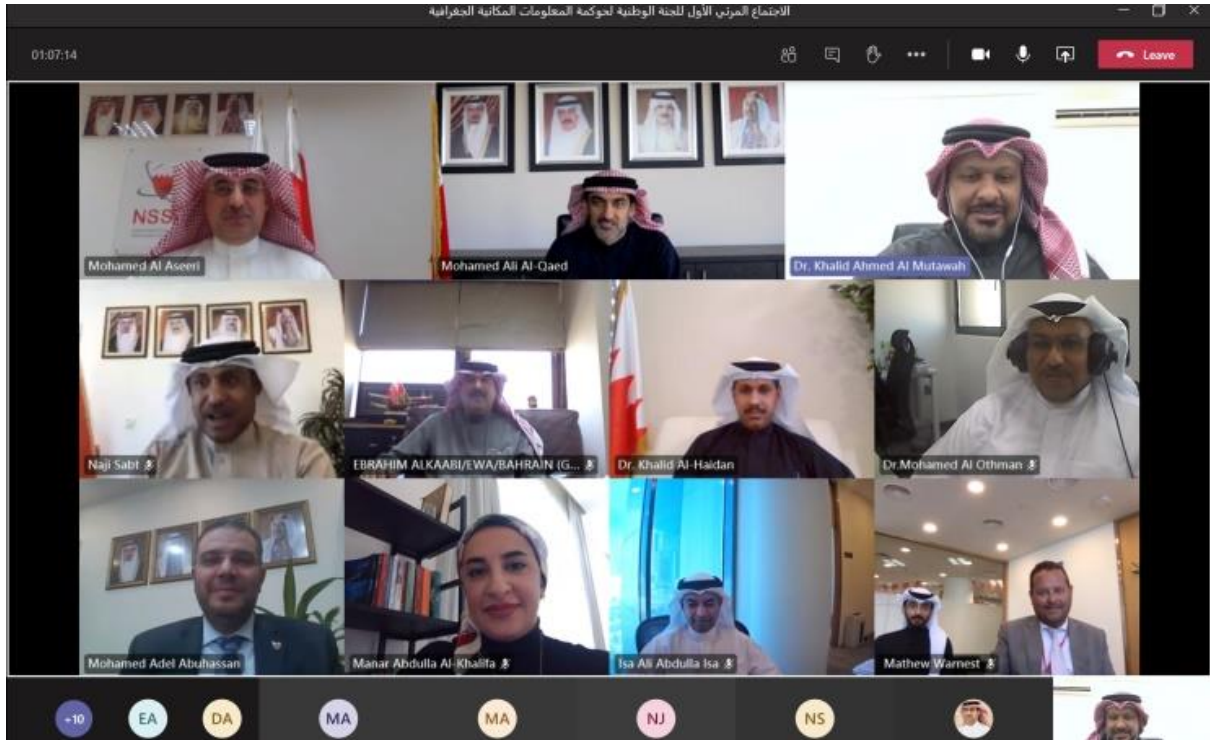 الاجتماع المرئي الأول للجنة الوطنية لحوكمة المعلومات المكانية الجغرافية
01:07:14
Leave
NSS
Mohamed Al Aseeri
Mohamed Ali Al-Qaed
Dr. Khalid Ahmed Al Mutawah
Naji Sabt
EBRAHIM ALKAABI/EWA/BAHRAIN (G...
Dr. Khalid Al-Haidan
Dr.Mohamed Al Othman
Mohamed Adel Abuhassan
Manar Abdulla Al-Khalifa
Isa Ali Abdulla Isa
Mathew Warnest
+10
EA
DA
MA
MA
NJ
NS